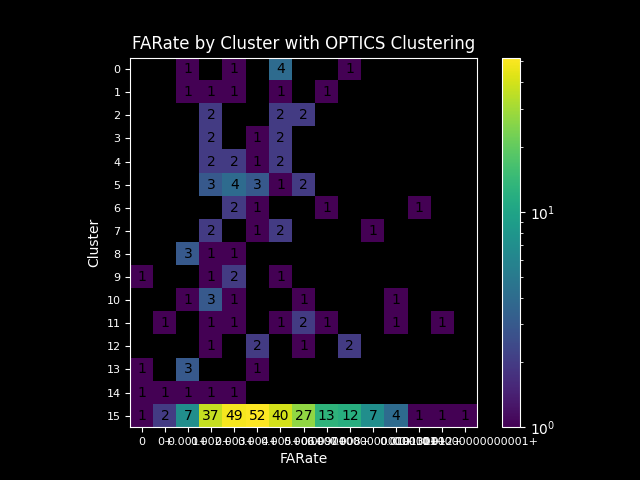 FARate by Cluster with OPTICS Clustering
0 1 1 4 1
1 1 1 1 1 1
2 2 2 2
3 2 1 2
4 2 2 1 2
5 3 4 3 1 2
6 2 1 1 1
7 2 1 2 1
8 3 1 1
9 1 1 2 1
10 1 3 1 1 1
11 1 1 1 1 2 1 1 1
12 1 2 1 2
13 1 3 1
14 1 1 1 1 1
15 1 2 7 37 49 52 40 27 13 12 7 4 1 1 1
0
FARate
Cluster
10¹
10⁰